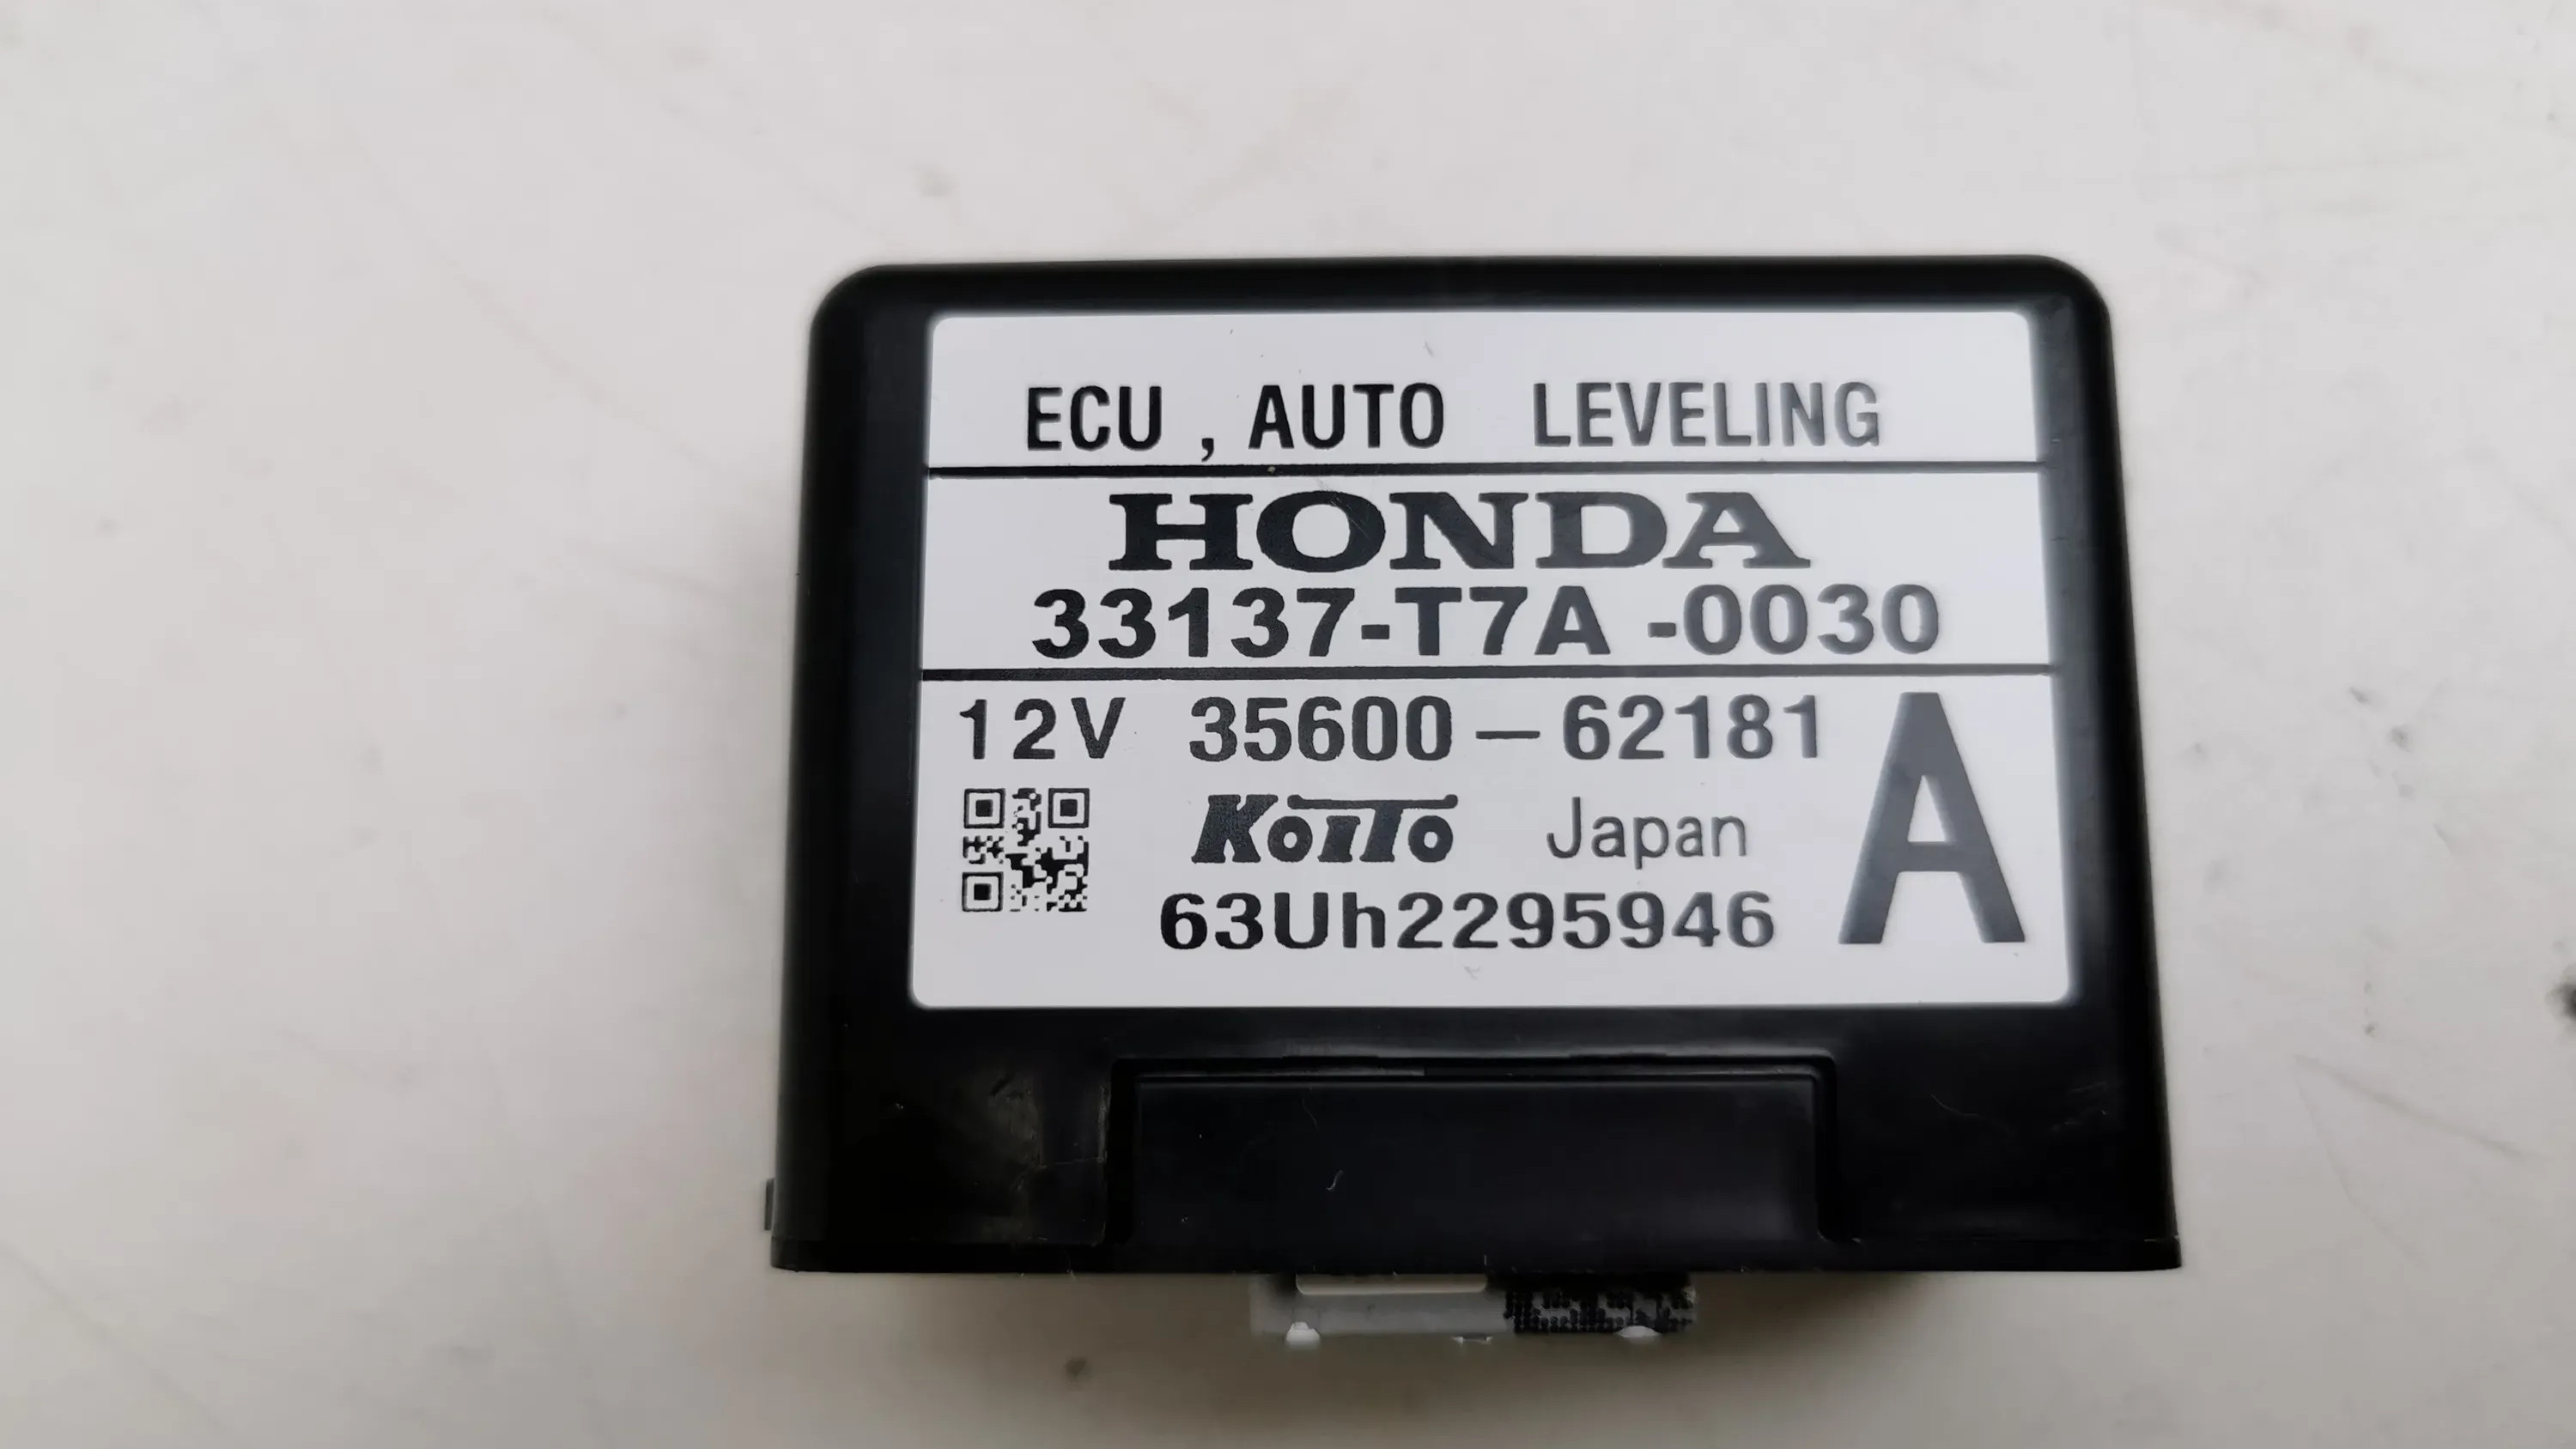 ECU , AUTO LEVELING
HONDA
33137-T7A -0030
12V 35600-62181 A
KOITO Japan
63Uh2295946